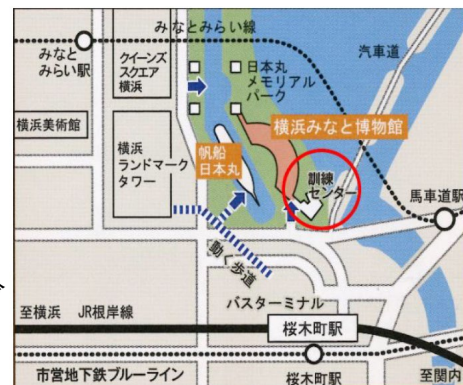 みなとみらい線
みなと
みらい駅
クイーンズ
スクエア
横浜
日本丸
メモリアル
パーク
汽車道
横浜美術館
横浜みなと博物館
横浜
ランドマーク
タワー
帆船
日本丸
訓練
センター
馬車道駅
動く歩道
バスターミナル
至横浜 JR根岸線
桜木町駅
市営地下鉄ブルーライン
桜木町駅
至関内